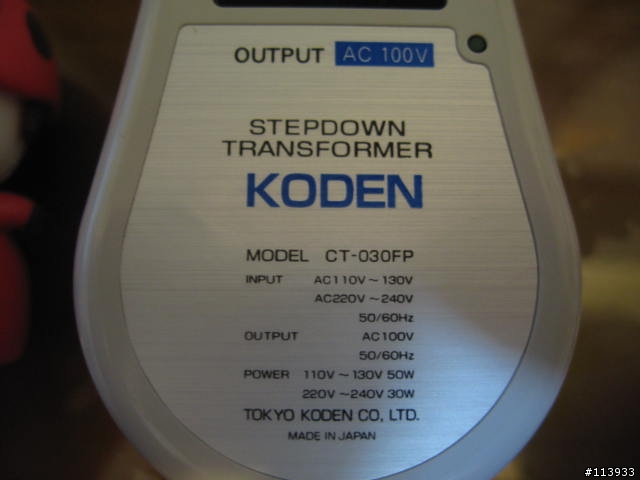 OUTPUT AC 100V
STEPDOWN
TRANSFORMER
KODEN
MODEL CT-030FP
INPUT AC110V~130V
AC220V~240V
50/60Hz
OUTPUT AC100V
50/60Hz
POWER 110V~130V 50W
220V~240V 30W
TOKYO KODEN CO, LTD.
MADE IN JAPAN
#113933